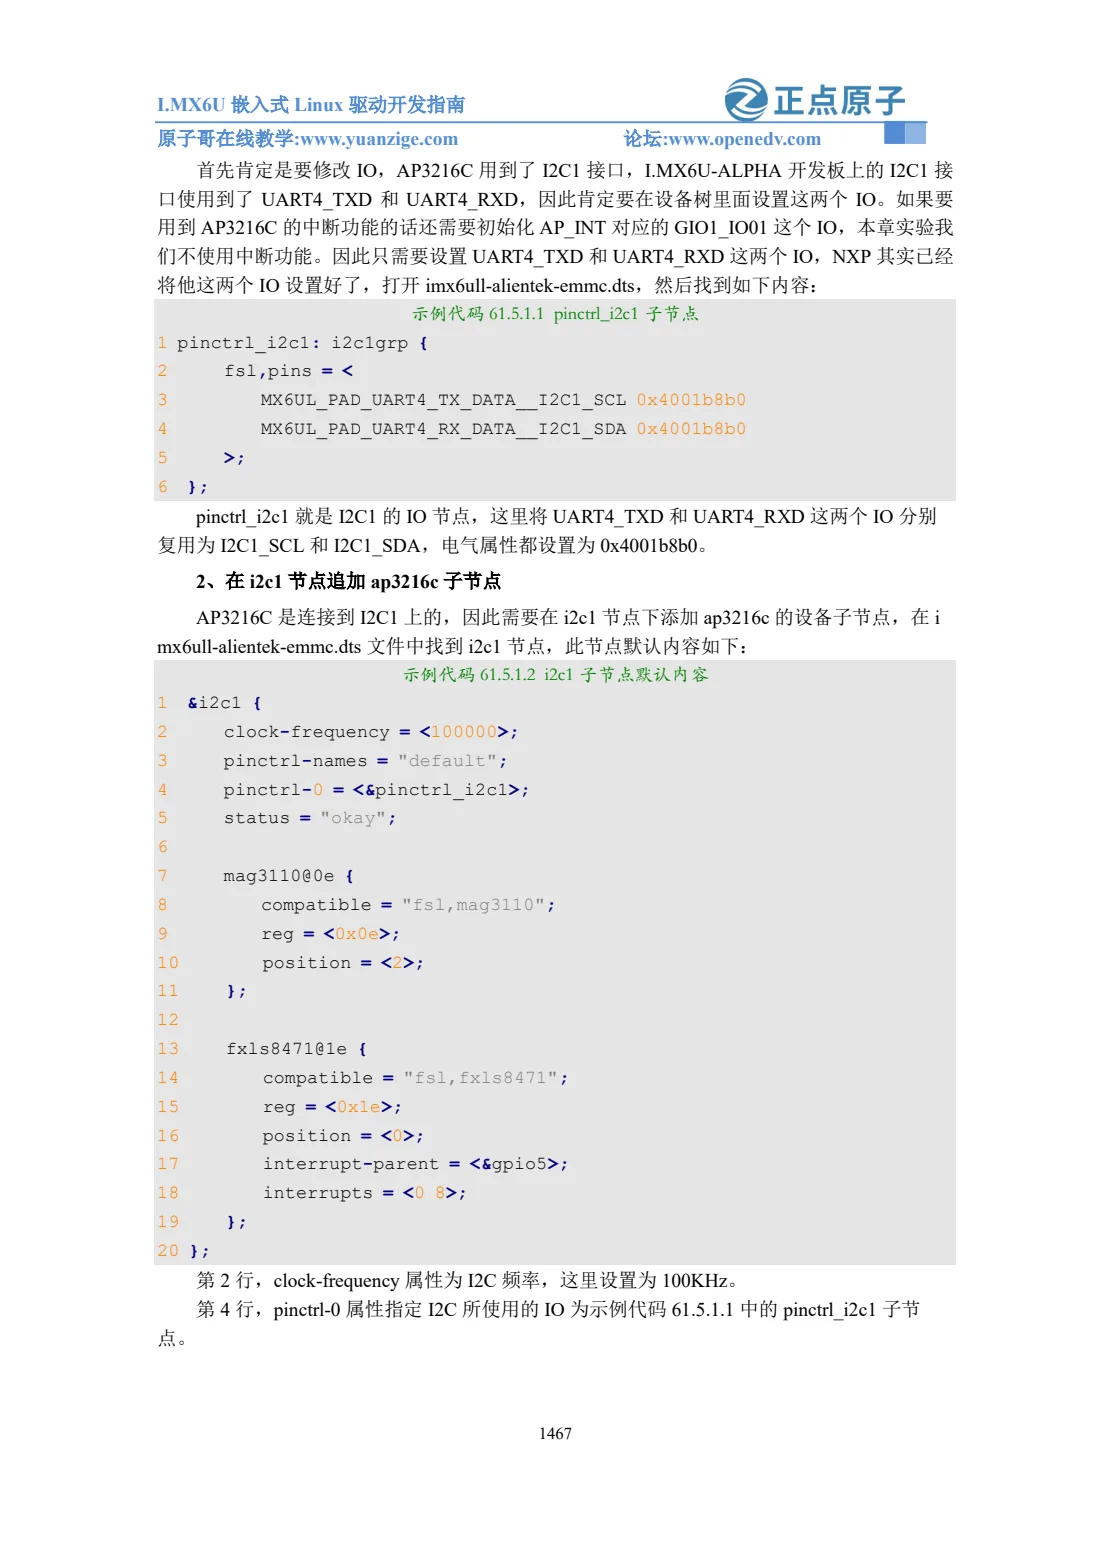 I.MX6U 嵌入式 Linux 驱动开发指南
正点原子
原子哥在线教学:www.yuanzige.com 论坛:www.openedv.com
首先肯定是要修改 IO，AP3216C 用到了 I2C1 接口，I.MX6U-ALPHA 开发板上的 I2C1 接
口使用到了 UART4_TXD 和 UART4_RXD，因此肯定要在设备树里面设置这两个 IO。如果要
用到 AP3216C 的中断功能的话还需要初始化 AP_INT 对应的 GIO1_IO01 这个 IO，本章实验我
们不使用中断功能。因此只需要设置 UART4_TXD 和 UART4_RXD 这两个 IO，NXP 其实已经
将他这两个 IO 设置好了，打开 imx6ull-alientek-emmc.dts，然后找到如下内容：
示例代码 61.5.1.1 pinctrl_i2c1 子节点
1 pinctrl_i2c1: i2c1grp {
2 fsl,pins = <
3 MX6UL_PAD_UART4_TX_DATA__I2C1_SCL 0x4001b8b0
4 MX6UL_PAD_UART4_RX_DATA__I2C1_SDA 0x4001b8b0
5 >;
6 };
pinctrl_i2c1 就是 I2C1 的 IO 节点，这里将 UART4_TXD 和 UART4_RXD 这两个 IO 分别
复用为 I2C1_SCL 和 I2C1_SDA，电气属性都设置为 0x4001b8b0。
2、在 i2c1 节点追加 ap3216c 子节点
AP3216C 是连接到 I2C1 上的，因此需要在 i2c1 节点下添加 ap3216c 的设备子节点，在 i
mx6ull-alientek-emmc.dts 文件中找到 i2c1 节点，此节点默认内容如下：
示例代码 61.5.1.2 i2c1 子节点默认内容
1 &i2c1 {
2 clock-frequency = <100000>;
3 pinctrl-names = "default";
4 pinctrl-0 = <&pinctrl_i2c1>;
5 status = "okay";
6
7 mag3110@0e {
8 compatible = "fsl,mag3110";
9 reg = <0x0e>;
10 position = <2>;
11 };
12
13 fxls8471@1e {
14 compatible = "fsl,fxls8471";
15 reg = <0x1e>;
16 position = <0>;
17 interrupt-parent = <&gpio5>;
18 interrupts = <0 8>;
19 };
20 };
第 2 行，clock-frequency 属性为 I2C 频率，这里设置为 100KHz。
第 4 行，pinctrl-0 属性指定 I2C 所使用的 IO 为示例代码 61.5.1.1 中的 pinctrl_i2c1 子节
点。
1467